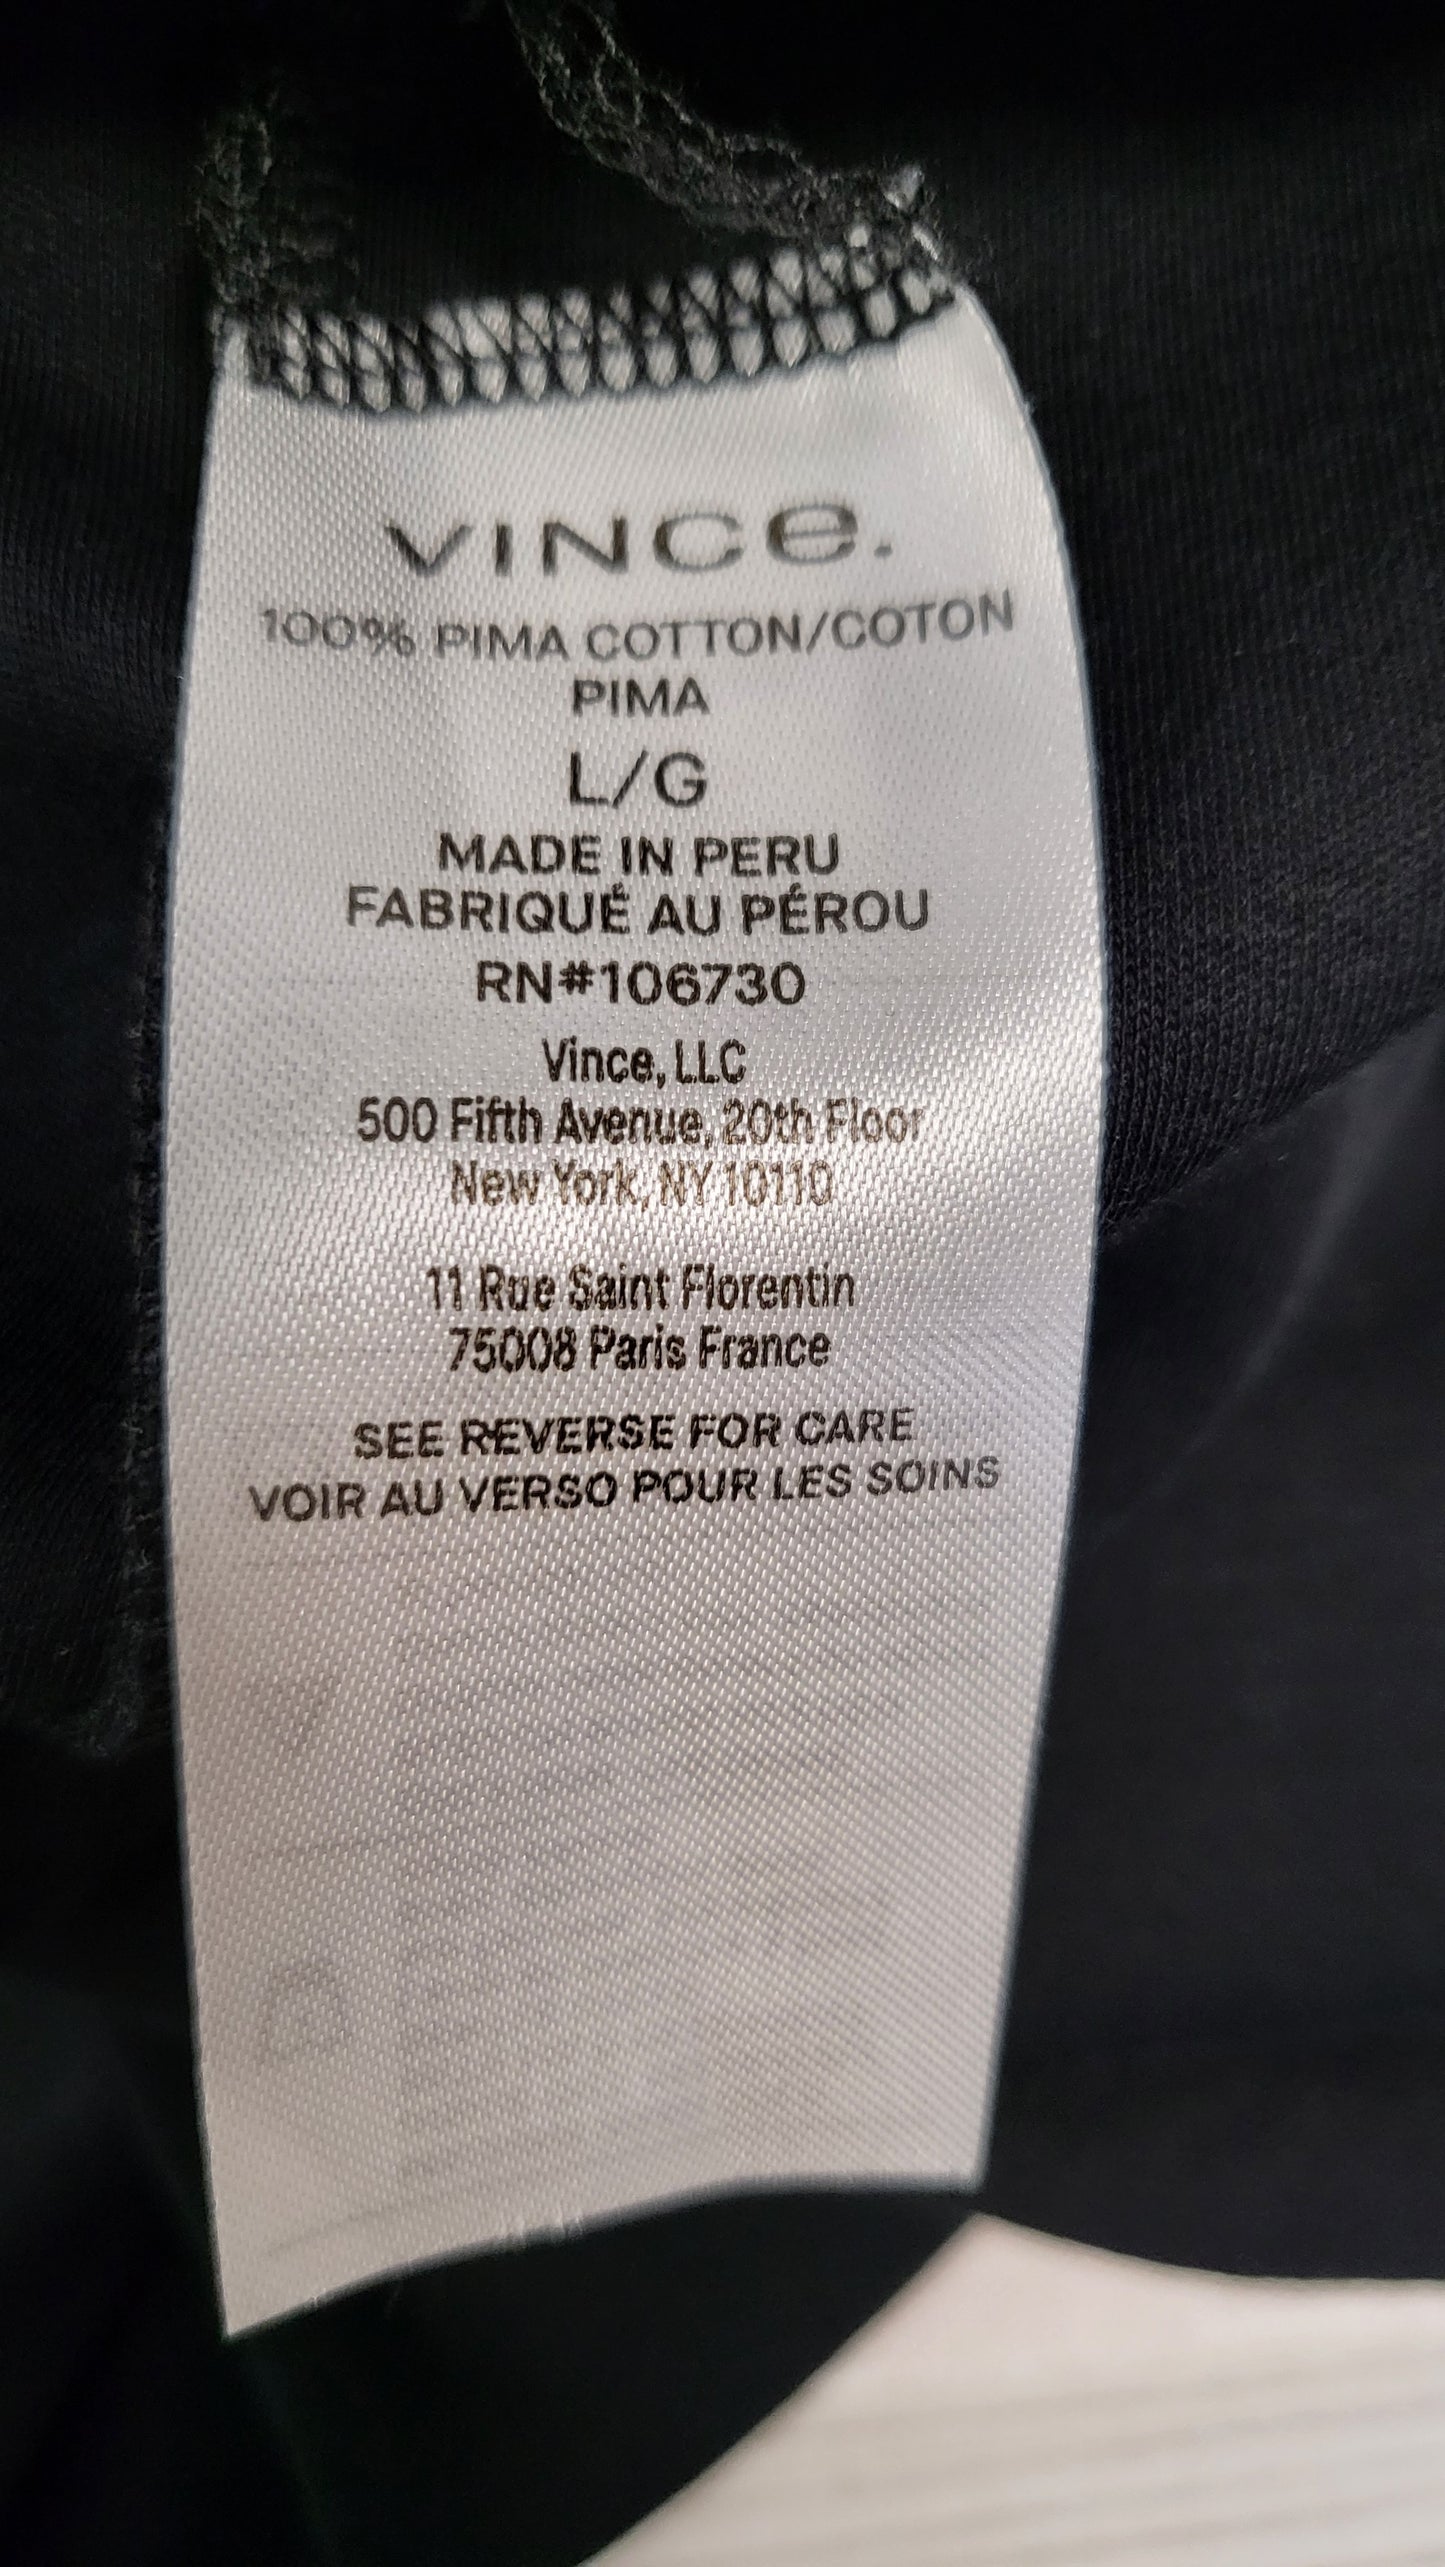 VINCE.
100% PIMA COTTON/COTON
PIMA
L/G
MADE IN PERU
FABRIQUÉ AU PÉROU
RN#106730
Vince, LLC
500 Fifth Avenue, 20th Floor
New York, NY 10110
11 Rue Saint Florentin
75008 Paris France
SEE REVERSE FOR CARE
VOIR AU VERSO POUR LES SOINS